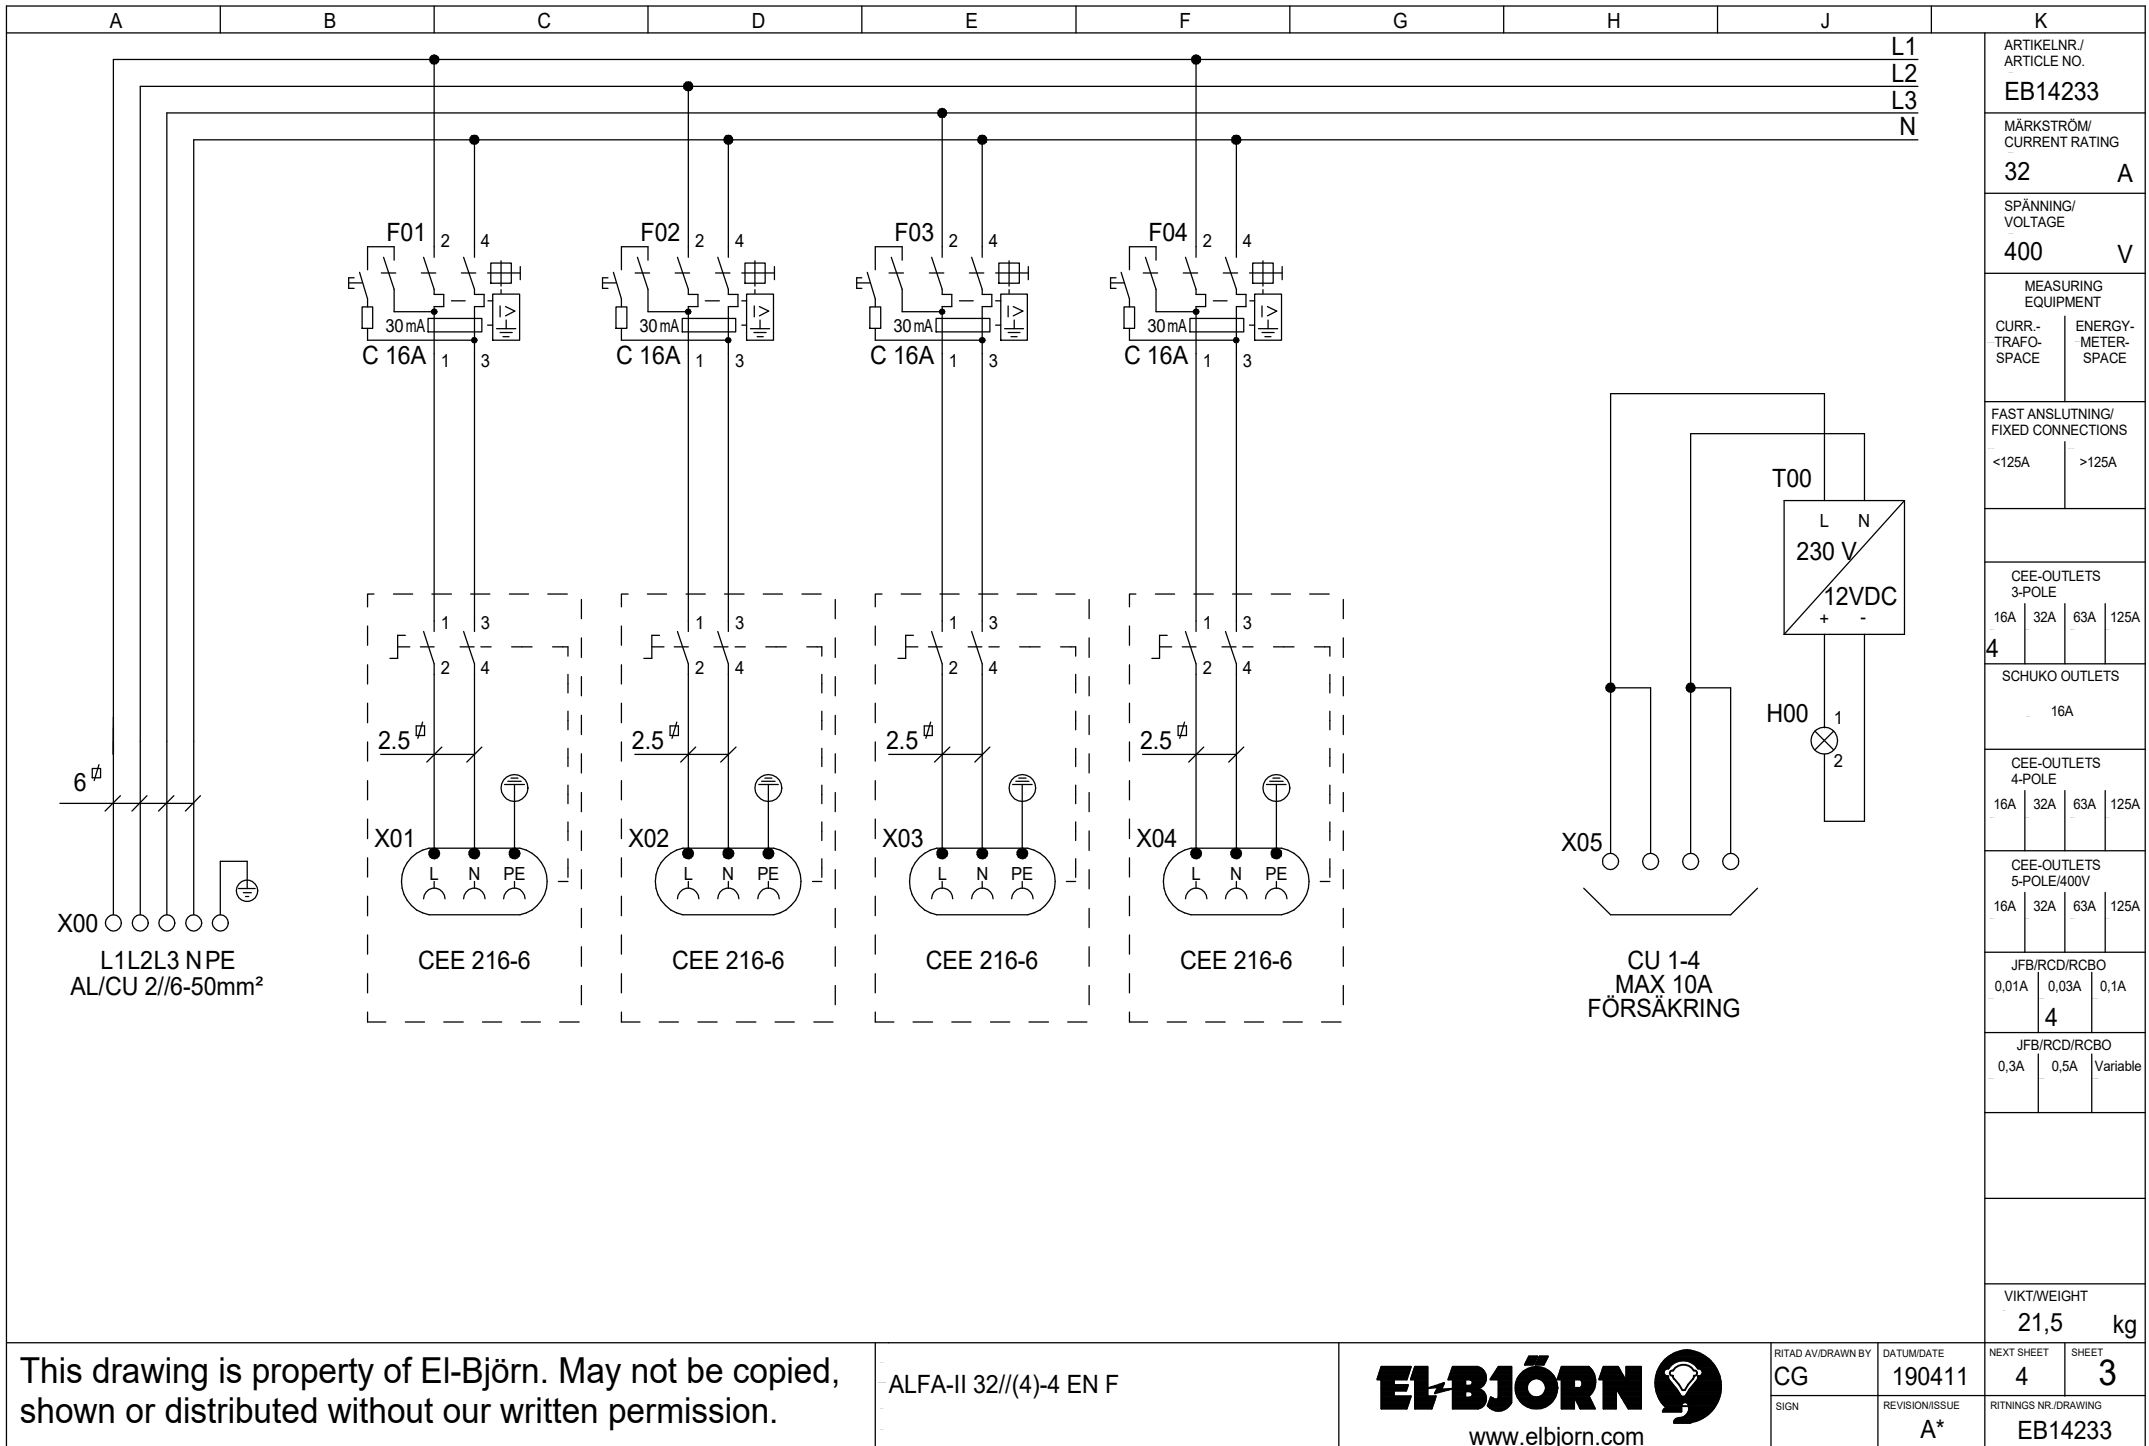 A B C D E F G H J K
L1
L2
L3
N
F01 2 4
30 mA
C 16A 1 3
F02 2 4
30 mA
C 16A 1 3
F03 2 4
30 mA
C 16A 1 3
F04 2 4
30 mA
C 16A 1 3
1 3
2 4
2.5
X01
L N PE
CEE 216-6
1 3
2 4
2.5
X02
L N PE
CEE 216-6
1 3
2 4
2.5
X03
L N PE
CEE 216-6
1 3
2 4
2.5
X04
L N PE
CEE 216-6
6
X00
L1L2L3 N PE
AL/CU 2//6-50mm²
T00
L N
230 V
12VDC
+ -
H00 1
2
X05
CU 1-4
MAX 10A
FÖRSÄKRING
ARTIKELNR./
ARTICLE NO.
EB14233
MÄRKSTRÖM/
CURRENT RATING
32 A
SPÄNNING/
VOLTAGE
400 V
MEASURING
EQUIPMENT
CURR.- ENERGY-
TRAFO- METER-
SPACE SPACE
FAST ANSLUTNING/
FIXED CONNECTIONS
<125A >125A
CEE-OUTLETS
3-POLE
16A 32A 63A 125A
4
SCHUKO OUTLETS
16A
CEE-OUTLETS
4-POLE
16A 32A 63A 125A
CEE-OUTLETS
5-POLE/400V
16A 32A 63A 125A
JFB/RCD/RCBO
0,01A 0,03A 0,1A
4
JFB/RCD/RCBO
0,3A 0,5A Variable
VIKT/WEIGHT
21,5 kg
This drawing is property of El-Björn. May not be copied,
shown or distributed without our written permission.
ALFA-II 32//(4)-4 EN F
EL-BJÖRN
www.elbjorn.com
RITAD AV/DRAWN BY
CG
DATUM/DATE
190411
NEXT SHEET
4
SHEET
3
SIGN
REVISION/ISSUE
A*
RITNINGS NR./DRAWING
EB14233